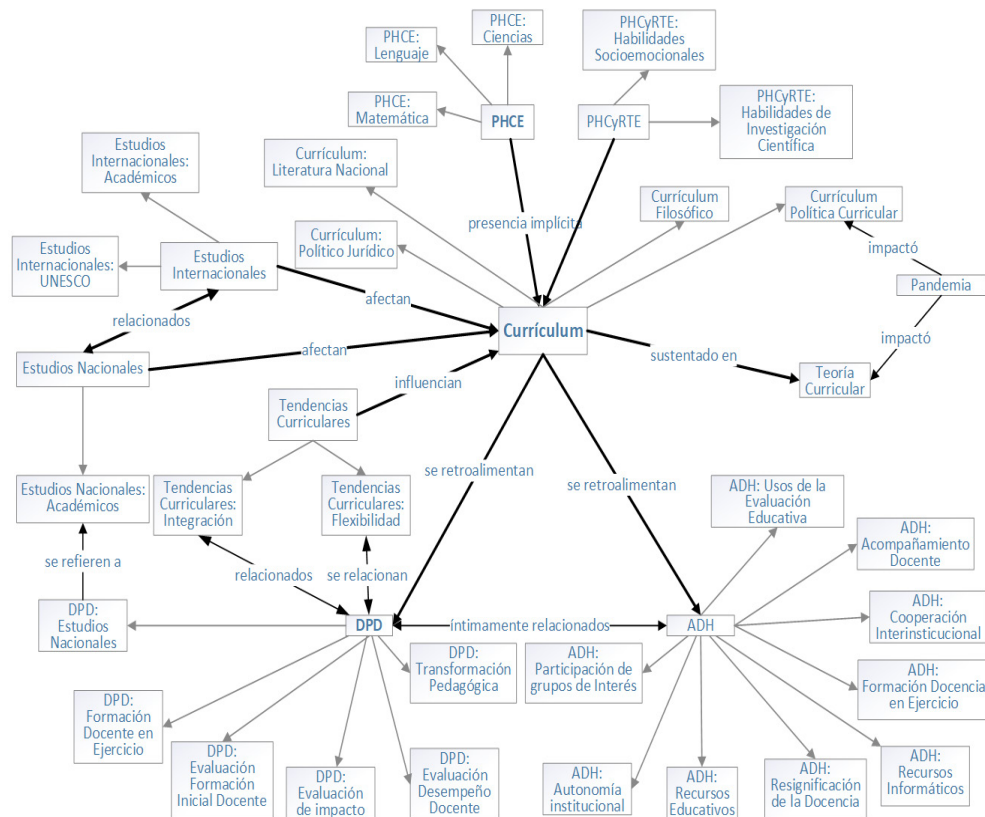 PHCE:
Ciencias
PHCyRTE:
Habilidades
Socioemocionales
PHCE:
Lenguaje
PHCE:
Matemática
PHCE
PHCyRTE
PHCyRTE:
Habilidades de
Investigación
Científica
Estudios
Internacionales:
Académicos
Currículum:
Literatura Nacional
Currículum
Filosófico
Currículum
Política Curricular
presencia implícita
Currículum:
Político Jurídico
Estudios
Internacionales:
UNESCO
Estudios
Internacionales
impactó
Pandemia
afectan
relacionados
Currículum
impactó
afectan
sustentado en
Estudios Nacionales
influencian
Teoría
Curricular
Tendencias
Curriculares
se retroalimentan
se retroalimentan
Estudios Nacionales:
Académicos
Tendencias
Curriculares:
Integración
Tendencias
Curriculares:
Flexibilidad
ADH: Usos de la
Evaluación
Educativa
ADH:
Acompañamiento
Docente
se refieren a
relacionados
se relacionan
DPD:
Estudios
Nacionales
DPD
íntimamente relacionados
ADH
ADH:
Cooperación
Interinstiucional
DPD:
Transformación
Pedagógica
ADH:
Participación de
grupos de Interés
ADH:
Formación Docencia
en Ejercicio
DPD:
Formación
Docente en
Ejercicio
DPD:
Evaluación
Formación
Inicial Docente
DPD:
Evaluación
de impacto
DPD:
Evaluación
Desempeño
Docente
ADH:
Autonomía
institucional
ADH:
Recursos
Educativos
ADH:
Resignificación
de la Docencia
ADH:
Recursos
Informáticos